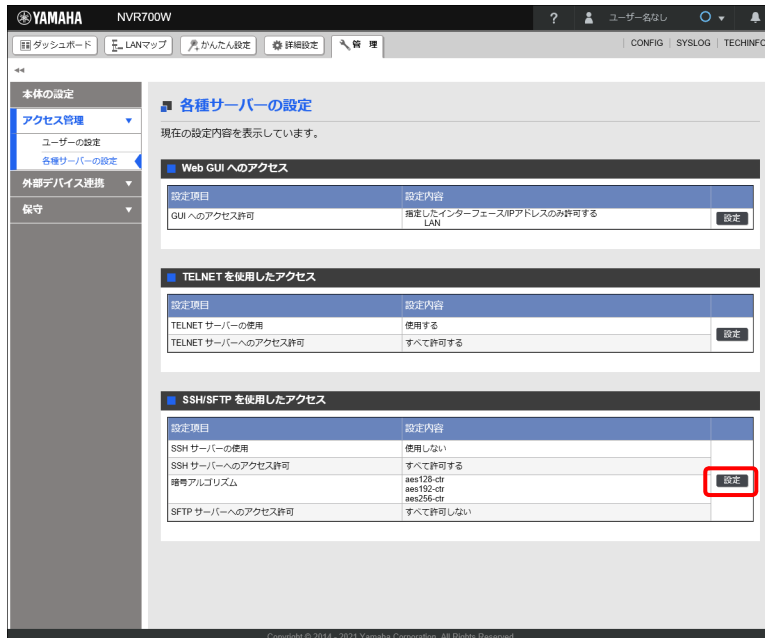 YAMAHA NVR700W ? ユーザー名なし
ダッシュボード LANマップ かんたん設定 詳細設定 管 理 CONFIG SYSLOG TECHINFO
本体の設定
アクセス管理
ユーザーの設定
各種サーバーの設定
外部デバイス連携
保守
各種サーバーの設定
現在の設定内容を表示しています。
Web GUI へのアクセス
設定項目 設定内容
GUI へのアクセス許可 指定したインターフェース/IPアドレスのみ許可する
LAN
設定
TELNET を使用したアクセス
設定項目 設定内容
TELNET サーバーの使用 使用する
設定
TELNET サーバーへのアクセス許可 すべて許可する
SSH/SFTP を使用したアクセス
設定項目 設定内容
SSH サーバーの使用 使用しない
SSH サーバーへのアクセス許可 すべて許可する
暗号アルゴリズム aes128-ctr
aes192-ctr
aes256-ctr
設定
SFTP サーバーへのアクセス許可 すべて許可しない
Copyright © 2014 - 2021 Yamaha Corporation. All Rights Reserved.